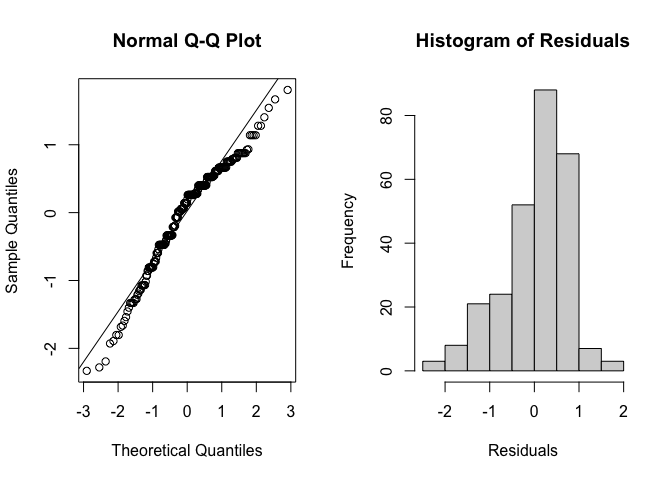 Normal Q-Q Plot
Sample Quantiles
1
0
-1
-2
-3 -2 -1 0 1 2 3
Theoretical Quantiles
Histogram of Residuals
Frequency
80
60
40
20
0
-2 -1 0 1 2
Residuals